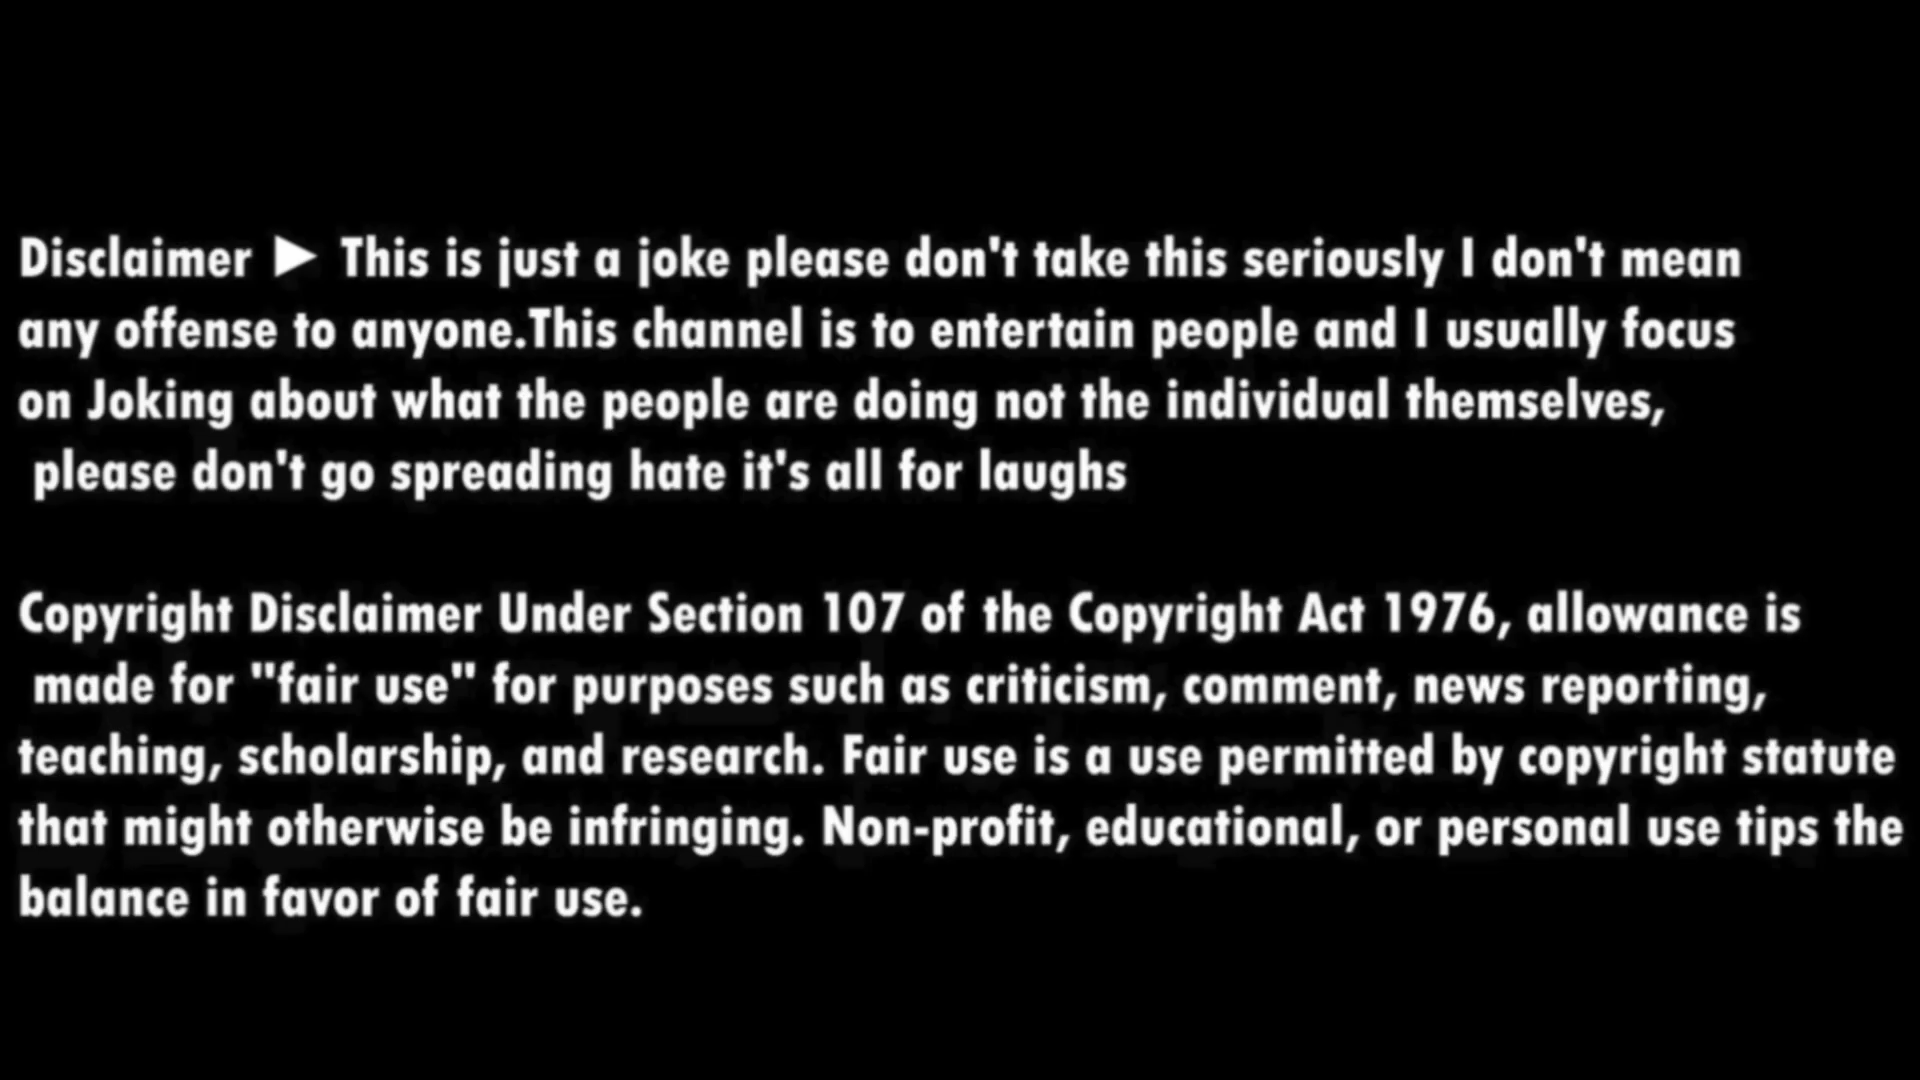 Disclaimer ► This is just a joke please don't take this seriously I don't mean
any offense to anyone.This channel is to entertain people and I usually focus
on Joking about what the people are doing not the individual themselves,
please don't go spreading hate it's all for laughs
Copyright Disclaimer Under Section 107 of the Copyright Act 1976, allowance is
made for "fair use" for purposes such as criticism, comment, news reporting,
teaching, scholarship, and research. Fair use is a use permitted by copyright statute
that might otherwise be infringing. Non-profit, educational, or personal use tips the
balance in favor of fair use.